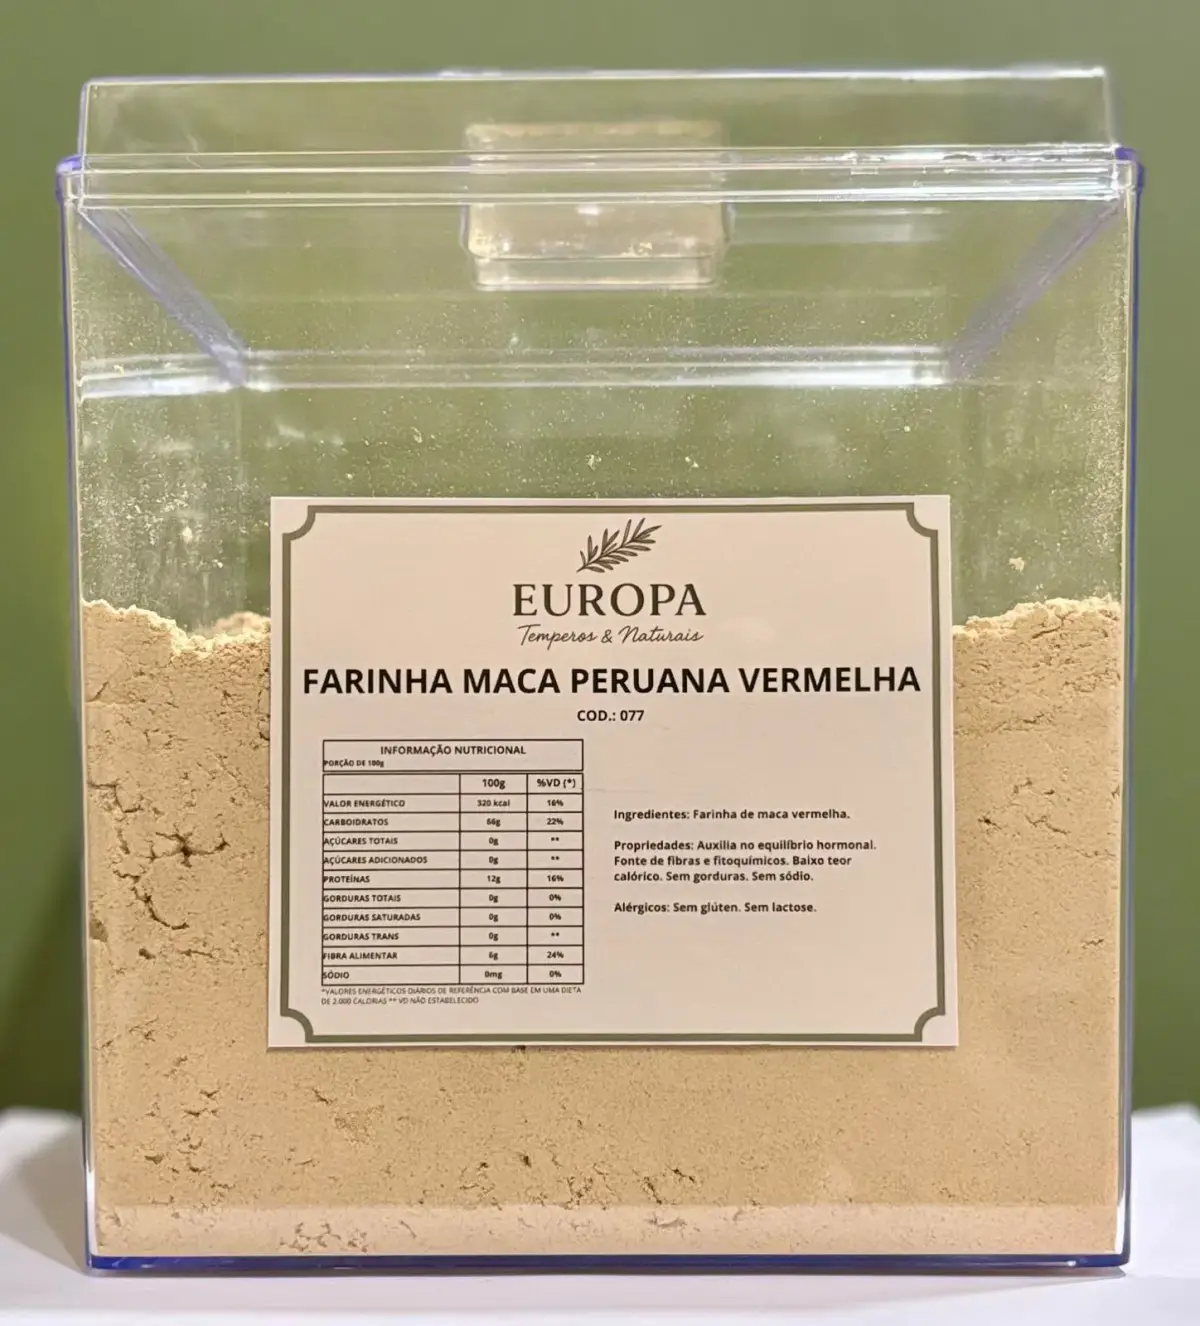 EUROPA
Temperos & Naturais
FARINHA MACA PERUANA VERMELHA
COD.: 077
INFORMAÇÃO NUTRICIONAL
PORÇÃO DE 100g
100g %VD (*)
VALOR ENERGÉTICO 320 kcal 16%
CARBOIDRATOS 66g 22%
AÇÚCARES TOTAIS 0g **
AÇÚCARES ADICIONADOS 0g **
PROTEÍNAS 12g 16%
GORDURAS TOTAIS 0g 0%
GORDURAS SATURADAS 0g 0%
GORDURAS TRANS 0g **
FIBRA ALIMENTAR 6g 24%
SÓDIO 0mg 0%
*VALORES ENERGÉTICOS DIÁRIOS DE REFERÊNCIA COM BASE EM UMA DIETA
DE 2.000 CALORIAS ** VD NÃO ESTABELECIDO
Ingredientes: Farinha de maca vermelha.
Propriedades: Auxilia no equilíbrio hormonal.
Fonte de fibras e fitoquímicos. Baixo teor
calórico. Sem gorduras. Sem sódio.
Alérgicos: Sem glúten. Sem lactose.